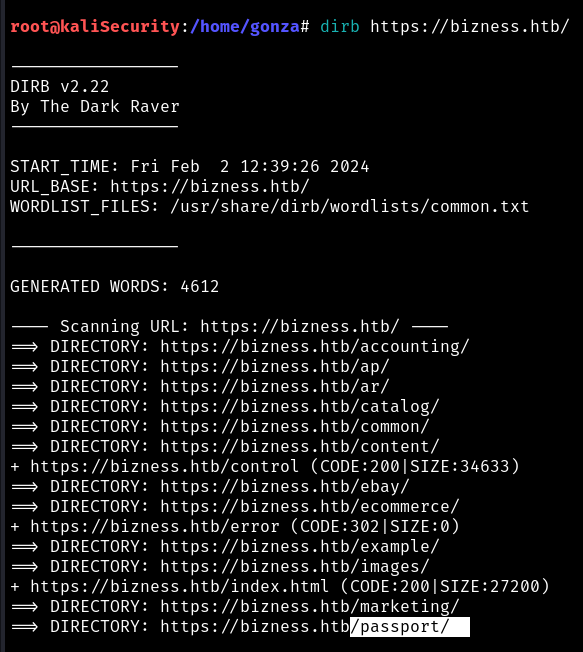 root@kaliSecurity:/home/gonza# dirb https://bizness.htb/
-----------------
DIRB v2.22
By The Dark Raver
-----------------
START_TIME: Fri Feb  2 12:39:26 2024
URL_BASE: https://bizness.htb/
WORDLIST_FILES: /usr/share/dirb/wordlists/common.txt
-----------------
GENERATED WORDS: 4612
---- Scanning URL: https://bizness.htb/ ----
==> DIRECTORY: https://bizness.htb/accounting/
==> DIRECTORY: https://bizness.htb/ap/
==> DIRECTORY: https://bizness.htb/ar/
==> DIRECTORY: https://bizness.htb/catalog/
==> DIRECTORY: https://bizness.htb/common/
==> DIRECTORY: https://bizness.htb/content/
+ https://bizness.htb/control (CODE:200|SIZE:34633)
==> DIRECTORY: https://bizness.htb/ebay/
==> DIRECTORY: https://bizness.htb/ecommerce/
+ https://bizness.htb/error (CODE:302|SIZE:0)
==> DIRECTORY: https://bizness.htb/example/
==> DIRECTORY: https://bizness.htb/images/
+ https://bizness.htb/index.html (CODE:200|SIZE:27200)
==> DIRECTORY: https://bizness.htb/marketing/
==> DIRECTORY: https://bizness.htb/passport/